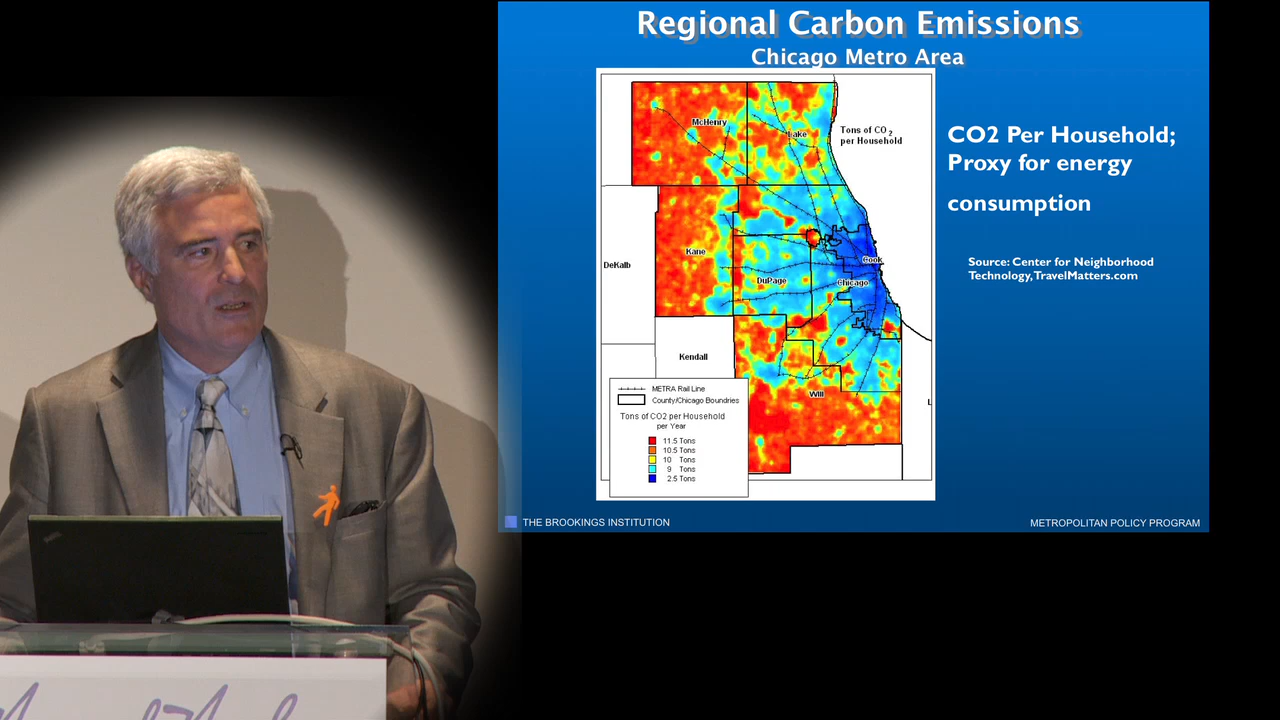 Regional Carbon Emissions
Chicago Metro Area
McHenry
Lake
Tons of CO 2
per Household
CO2 Per Household;
Proxy for energy
consumption
Kane
DeKalb
DuPage
Cook
Chicago
Source: Center for Neighborhood
Technology, TravelMatters.com
Kendall
Will
L
METRA Rail Line
County/Chicago Boundries
Tons of CO2 per Household
per Year
11.5 Tons
10.5 Tons
10 Tons
9 Tons
2.5 Tons
THE BROOKINGS INSTITUTION
METROPOLITAN POLICY PROGRAM